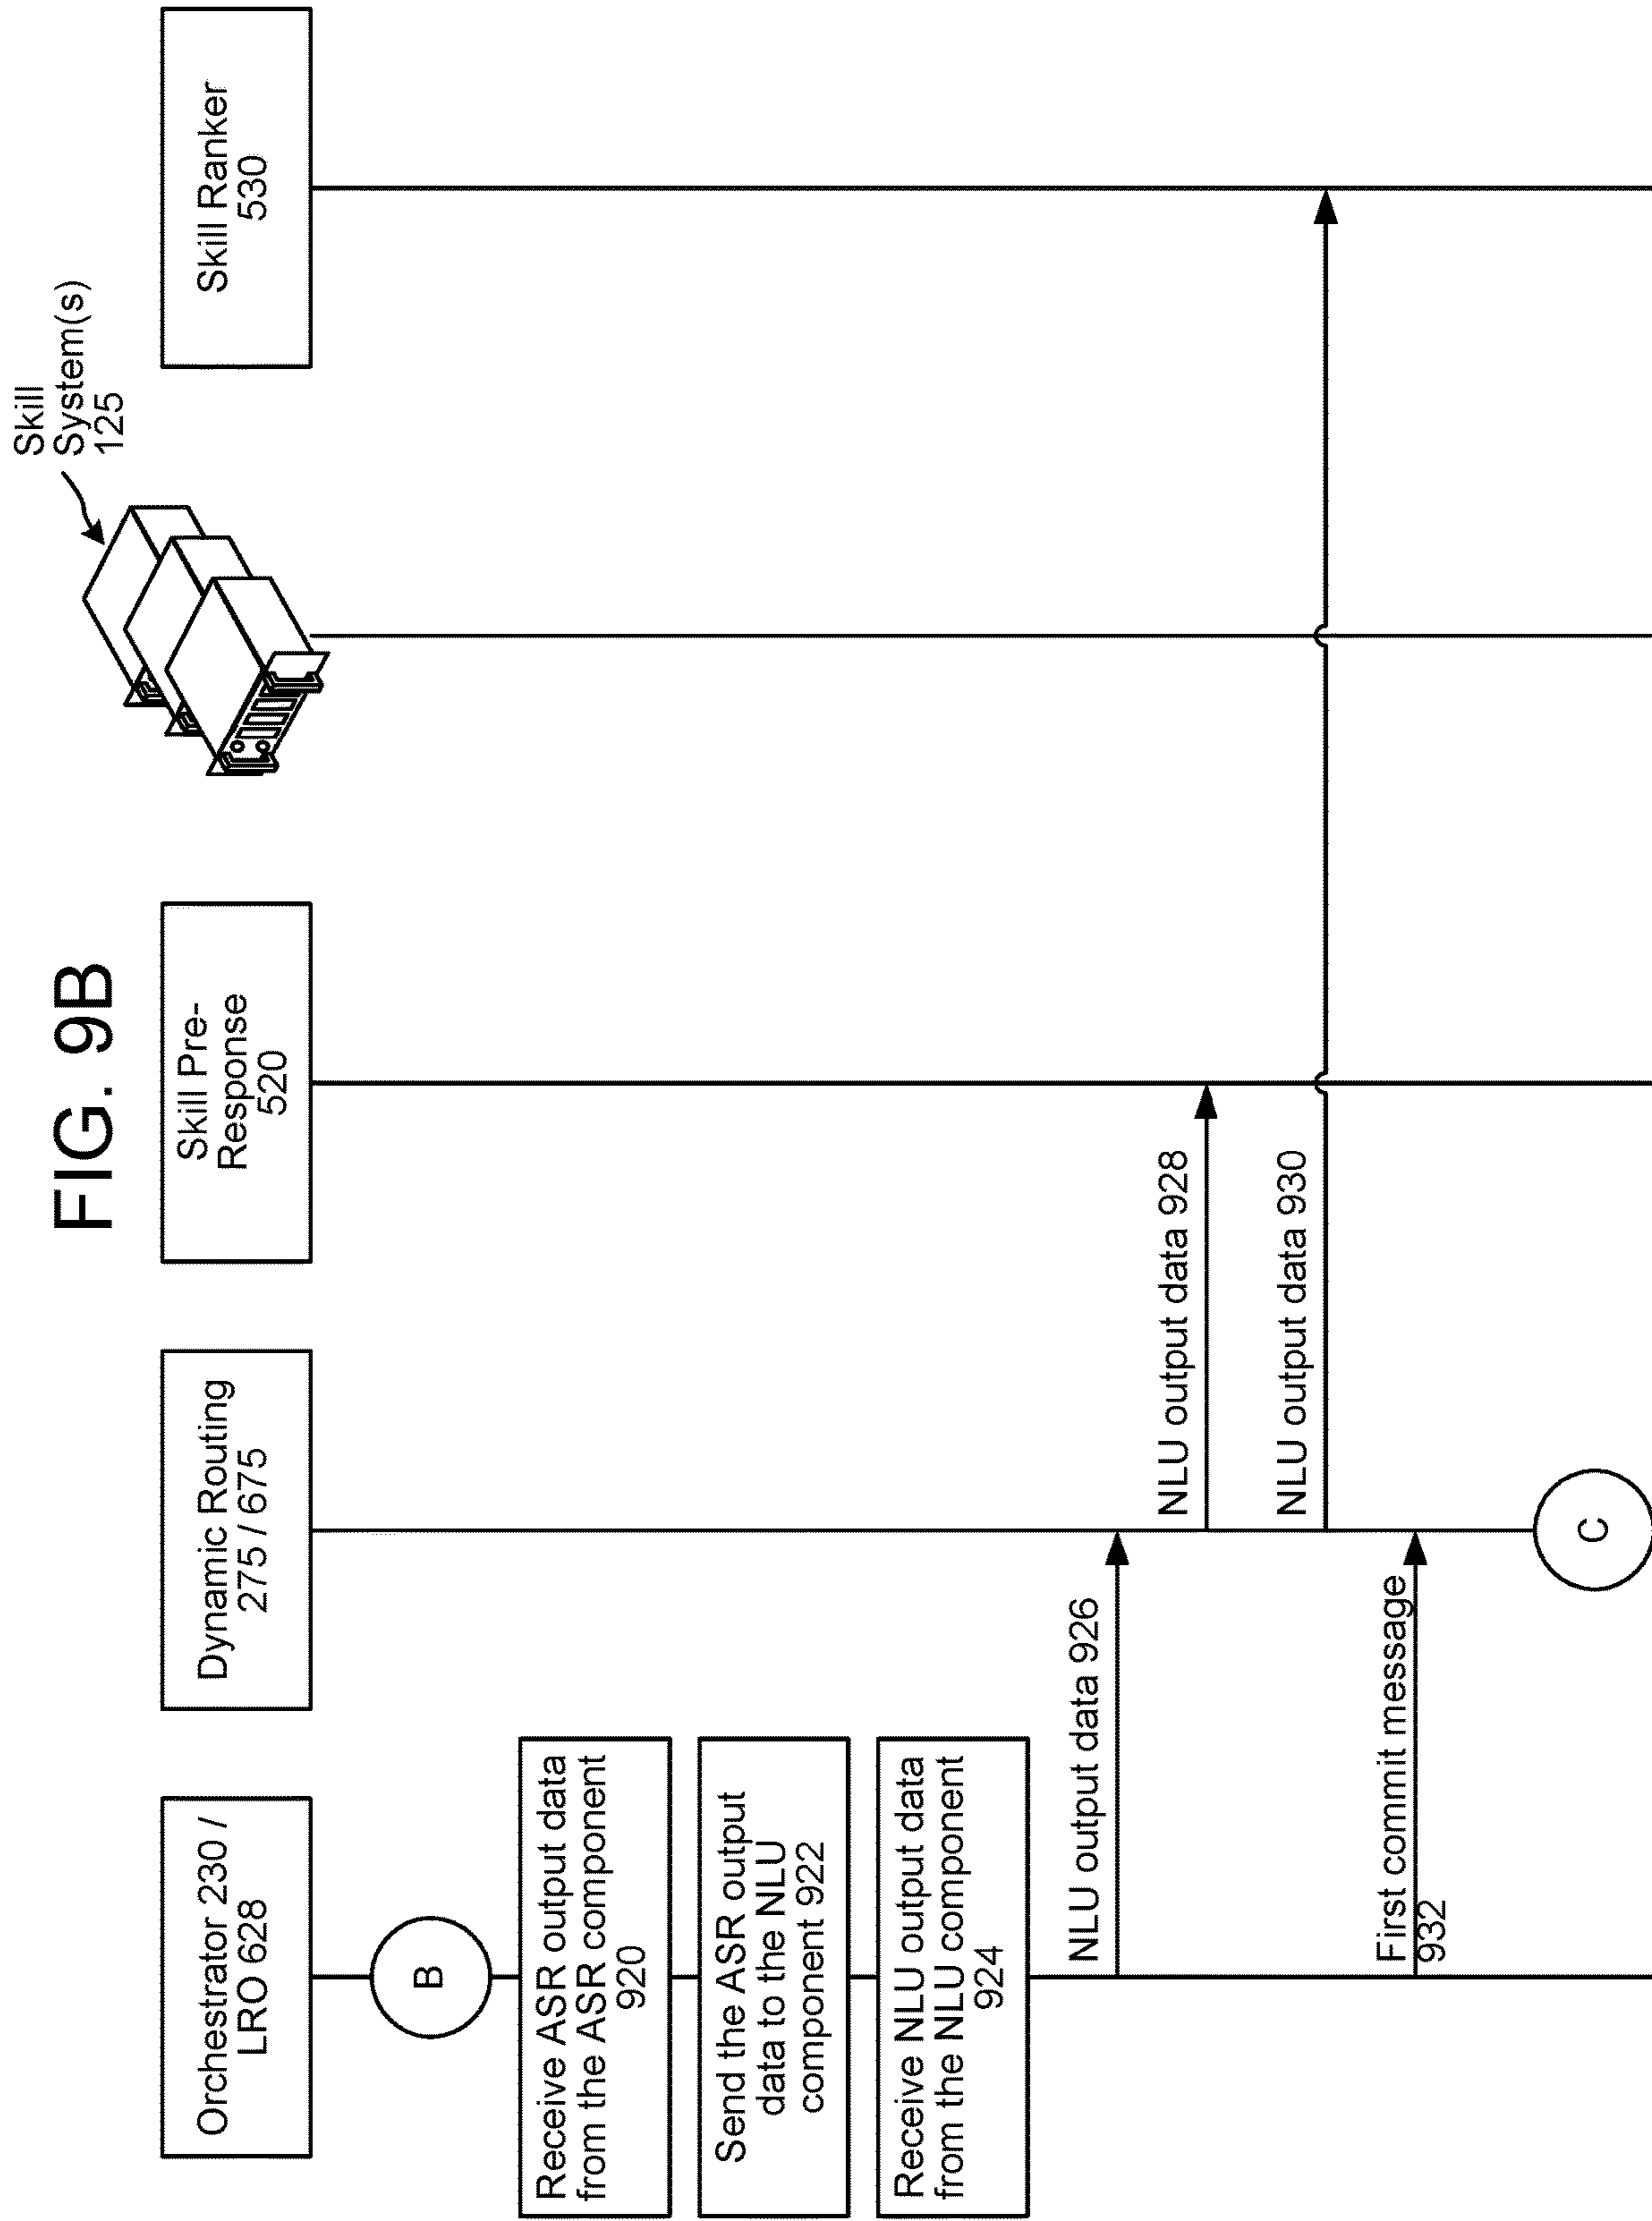 FIG. 9B
Orchestrator 230 /
LRO 628
Dynamic Routing
275 / 675
Skill Pre-
Response
520
Skill
System(s)
125
Skill Ranker
530
B
Receive ASR output data
from the ASR component
920
Send the ASR output
data to the NLU
component 922
Receive NLU output data
from the NLU component
924
NLU output data 926
NLU output data 928
NLU output data 930
First commit message
932
C